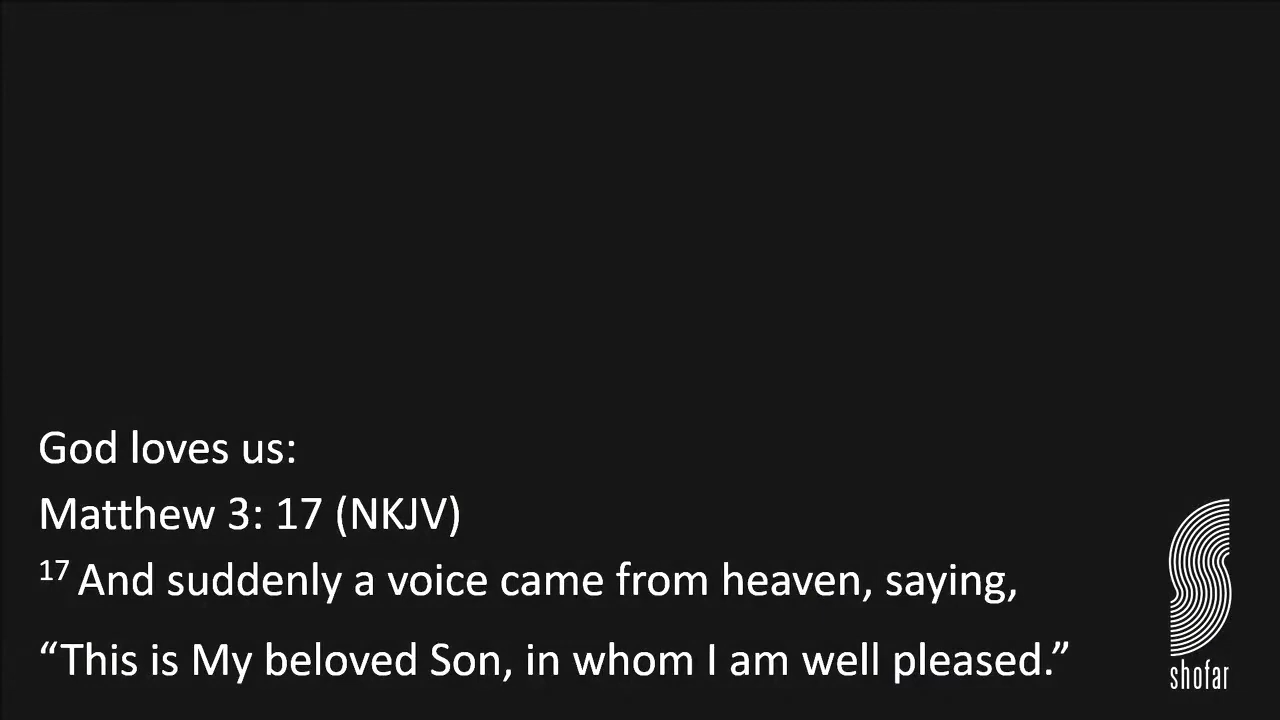 God loves us:
Matthew 3: 17 (NKJV)
17 And suddenly a voice came from heaven, saying,
“This is My beloved Son, in whom I am well pleased.”
shofar